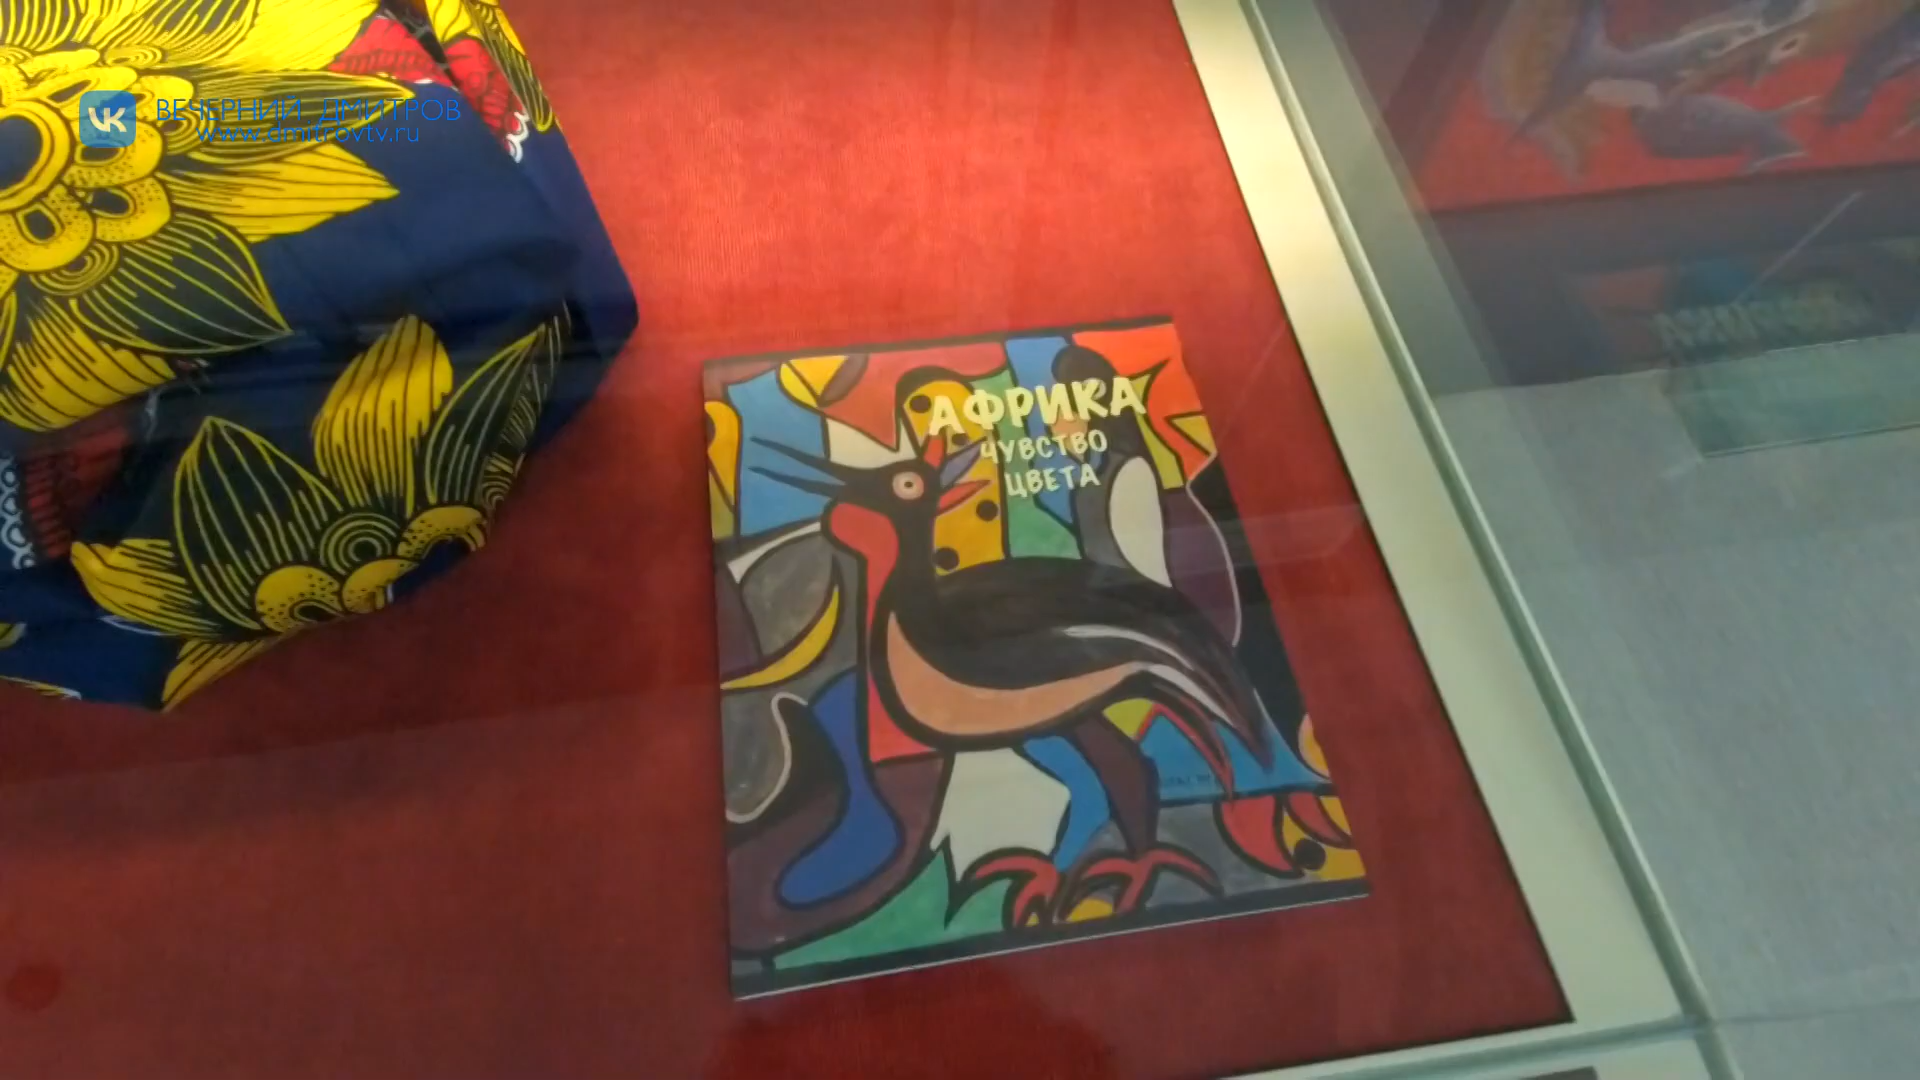 ВЕЧЕРНИЙ ДМИТРОВ
www.dmitrovtv.ru
АФРИКА
ЧУВСТВО
ЦВЕТА